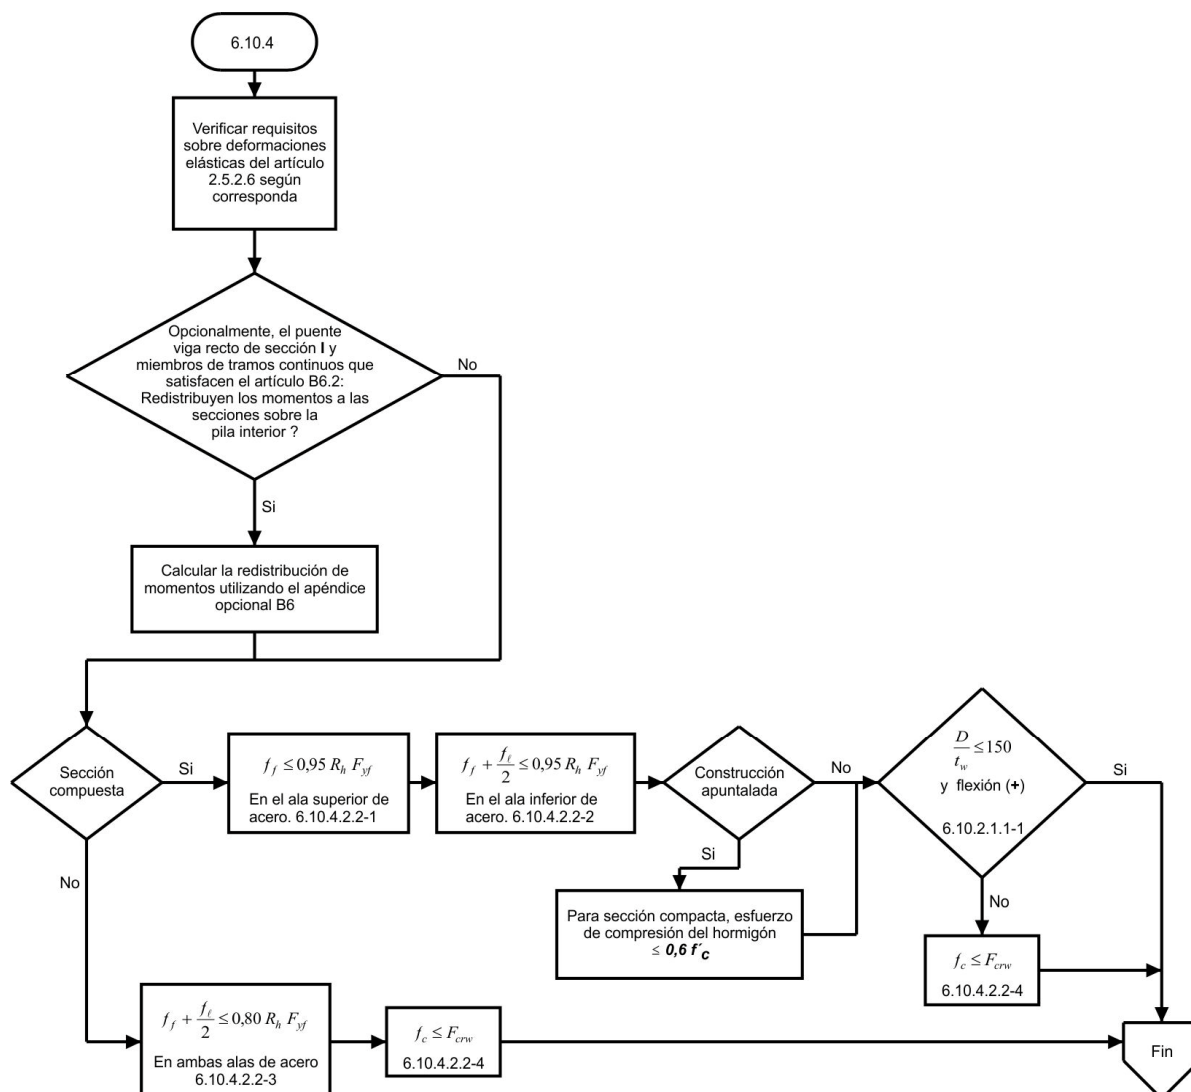 6.10.4
Verificar requisitos
sobre deformaciones
elásticas del artículo
2.5.2.6 según
corresponda
Opcionalmente, el puente
viga recto de sección I y
miembros de tramos continuos que
satisfacen el artículo B6.2:
Redistribuyen los momentos a las
secciones sobre la
pila interior ?
No
Si
Calcular la redistribución de
momentos utilizando el apéndice
opcional B6
Sección
compuesta
Si
f_f ≤ 0,95 R_h F_yf
En el ala superior de
acero. 6.10.4.2.2-1
f_f + f_ℓ/2 ≤ 0,95 R_h F_yf
En el ala inferior de
acero. 6.10.4.2.2-2
Construcción
apuntalada
No
D/t_w ≤ 150
y flexión (+)
6.10.2.1.1-1
Si
Si
Para sección compacta, esfuerzo
de compresión del hormigón
≤ 0,6 f´c
No
f_c ≤ F_crw
6.10.4.2.2-4
No
f_f + f_ℓ/2 ≤ 0,80 R_h F_yf
En ambas alas de acero
6.10.4.2.2-3
f_c ≤ F_crw
6.10.4.2.2-4
Fin